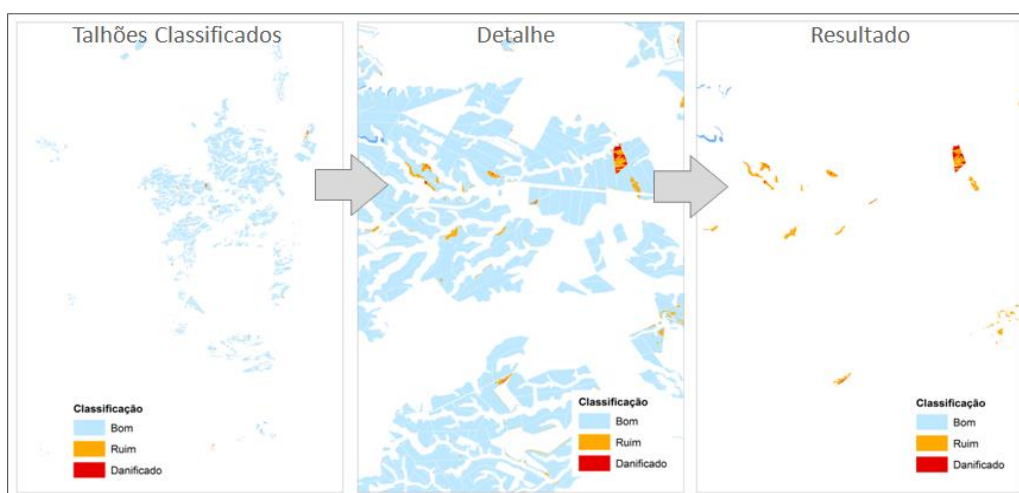 Talhões Classificados
Detalhe
Resultado
Classificação
Bom
Ruim
Danificado
Classificação
Bom
Ruim
Danificado
Classificação
Bom
Ruim
Danificado